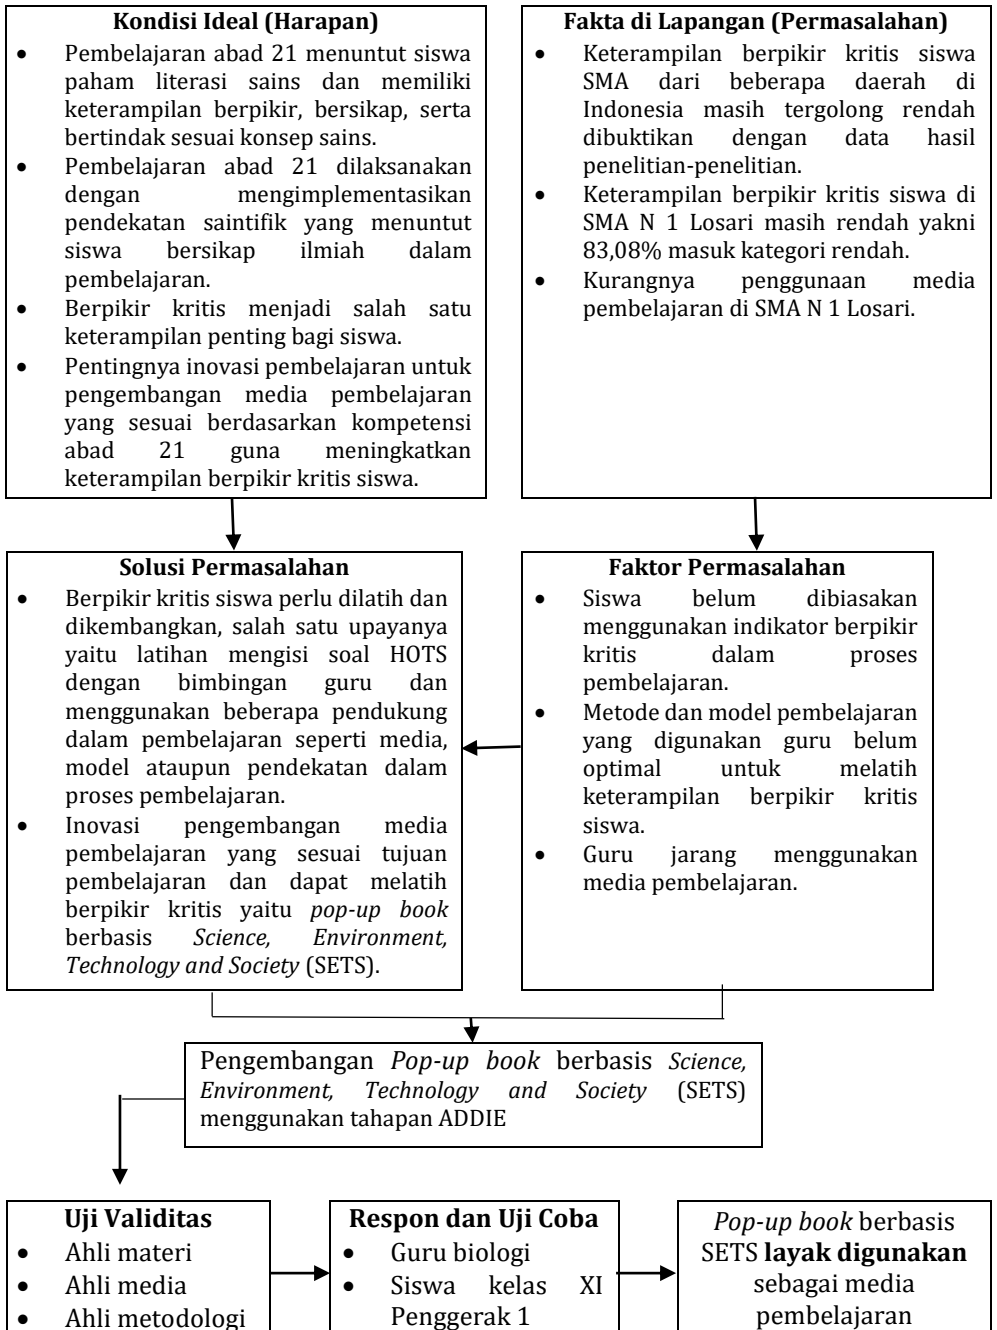 Kondisi Ideal (Harapan)
• Pembelajaran abad 21 menuntut siswa
paham literasi sains dan memiliki
keterampilan berpikir, bersikap, serta
bertindak sesuai konsep sains.
• Pembelajaran abad 21 dilaksanakan
dengan mengimplementasikan
pendekatan saintifik yang menuntut
siswa bersikap ilmiah dalam
pembelajaran.
• Berpikir kritis menjadi salah satu
keterampilan penting bagi siswa.
• Pentingnya inovasi pembelajaran untuk
pengembangan media pembelajaran
yang sesuai berdasarkan kompetensi
abad 21 guna meningkatkan
keterampilan berpikir kritis siswa.
Fakta di Lapangan (Permasalahan)
• Keterampilan berpikir kritis siswa
SMA dari beberapa daerah di
Indonesia masih tergolong rendah
dibuktikan dengan data hasil
penelitian-penelitian.
• Keterampilan berpikir kritis siswa di
SMA N 1 Losari masih rendah yakni
83,08% masuk kategori rendah.
• Kurangnya penggunaan media
pembelajaran di SMA N 1 Losari.
Solusi Permasalahan
• Berpikir kritis siswa perlu dilatih dan
dikembangkan, salah satu upayanya
yaitu latihan mengisi soal HOTS
dengan bimbingan guru dan
menggunakan beberapa pendukung
dalam pembelajaran seperti media,
model ataupun pendekatan dalam
proses pembelajaran.
• Inovasi pengembangan media
pembelajaran yang sesuai tujuan
pembelajaran dan dapat melatih
berpikir kritis yaitu pop-up book
berbasis Science, Environment,
Technology and Society (SETS).
Faktor Permasalahan
• Siswa belum dibiasakan
menggunakan indikator berpikir
kritis dalam proses
pembelajaran.
• Metode dan model pembelajaran
yang digunakan guru belum
optimal untuk melatih
keterampilan berpikir kritis
siswa.
• Guru jarang menggunakan
media pembelajaran.
Pengembangan Pop-up book berbasis Science,
Environment, Technology and Society (SETS)
menggunakan tahapan ADDIE
Uji Validitas
• Ahli materi
• Ahli media
• Ahli metodologi
Respon dan Uji Coba
• Guru biologi
• Siswa kelas XI
Penggerak 1
Pop-up book berbasis
SETS layak digunakan
sebagai media
pembelajaran